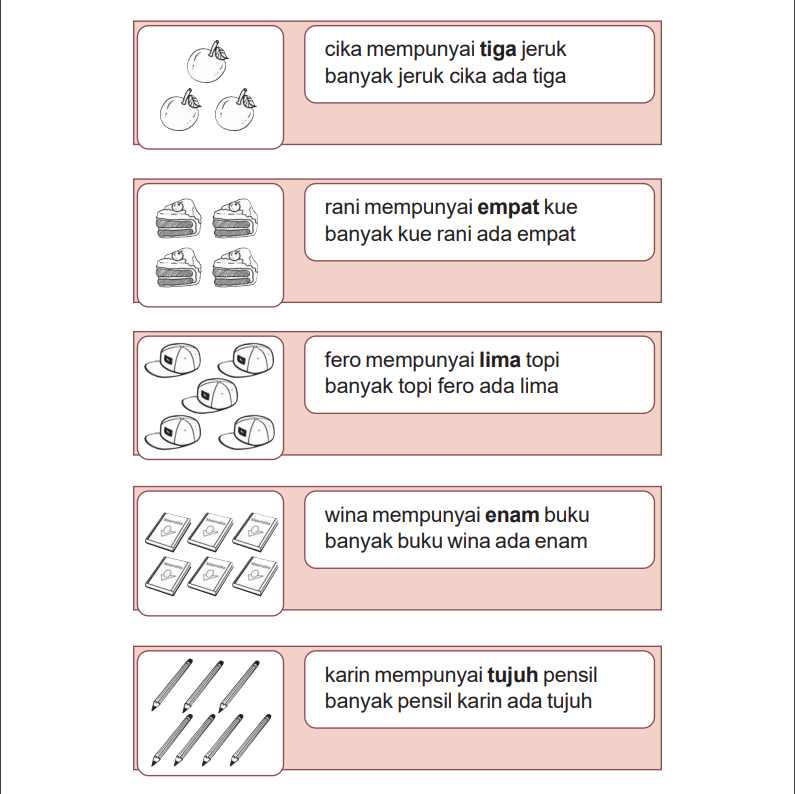 cika mempunyai tiga jeruk
banyak jeruk cika ada tiga
rani mempunyai empat kue
banyak kue rani ada empat
fero mempunyai lima topi
banyak topi fero ada lima
wina mempunyai enam buku
banyak buku wina ada enam
karin mempunyai tujuh pensil
banyak pensil karin ada tujuh